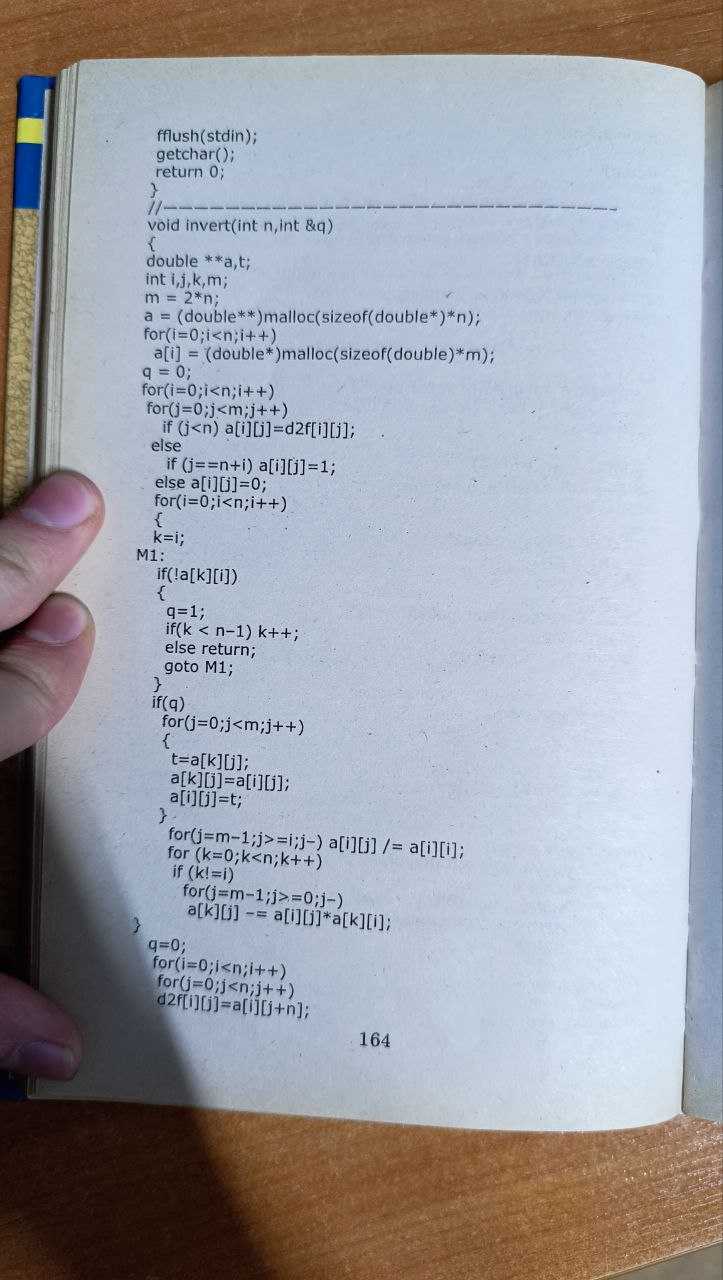 fflush(stdin);
getchar();
return 0;
}
//—————————————————————————————
void invert(int n,int &q)
{
double **a,t;
int i,j,k,m;
m = 2*n;
a = (double**)malloc(sizeof(double*)*n);
for(i=0;i<n;i++)
a[i] = (double*)malloc(sizeof(double)*m);
q = 0;
for(i=0;i<n;i++)
for(j=0;j<m;j++)
if (j<n) a[i][j]=d2f[i][j];
else
if (j==n+i) a[i][j]=1;
else a[i][j]=0;
for(i=0;i<n;i++)
{
k=i;
M1:
if(!a[k][i])
{
q=1;
if(k < n−1) k++;
else return;
goto M1;
}
if(q)
for(j=0;j<m;j++)
{
t=a[k][j];
a[k][j]=a[i][j];
a[i][j]=t;
}
for(j=m−1;j>=i;j−) a[i][j] /= a[i][i];
for (k=0;k<n;k++)
if (k!=i)
for(j=m−1;j>=0;j−)
a[k][j] −= a[i][j]*a[k][i];
}
q=0;
for(i=0;i<n;i++)
for(j=0;j<n;j++)
d2f[i][j]=a[i][j+n];
164